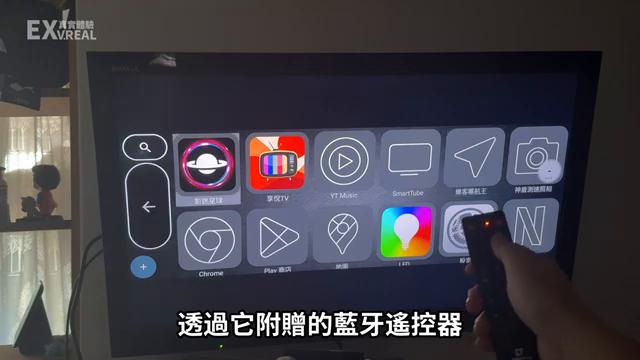 EX 真實體驗
V.REAL
影迷星球
享悅TV
YT Music
SmartTube
樂客導航王
神盾測速照相
Chrome
Play 商店
地圖
LED
透過它附贈的藍牙遙控器